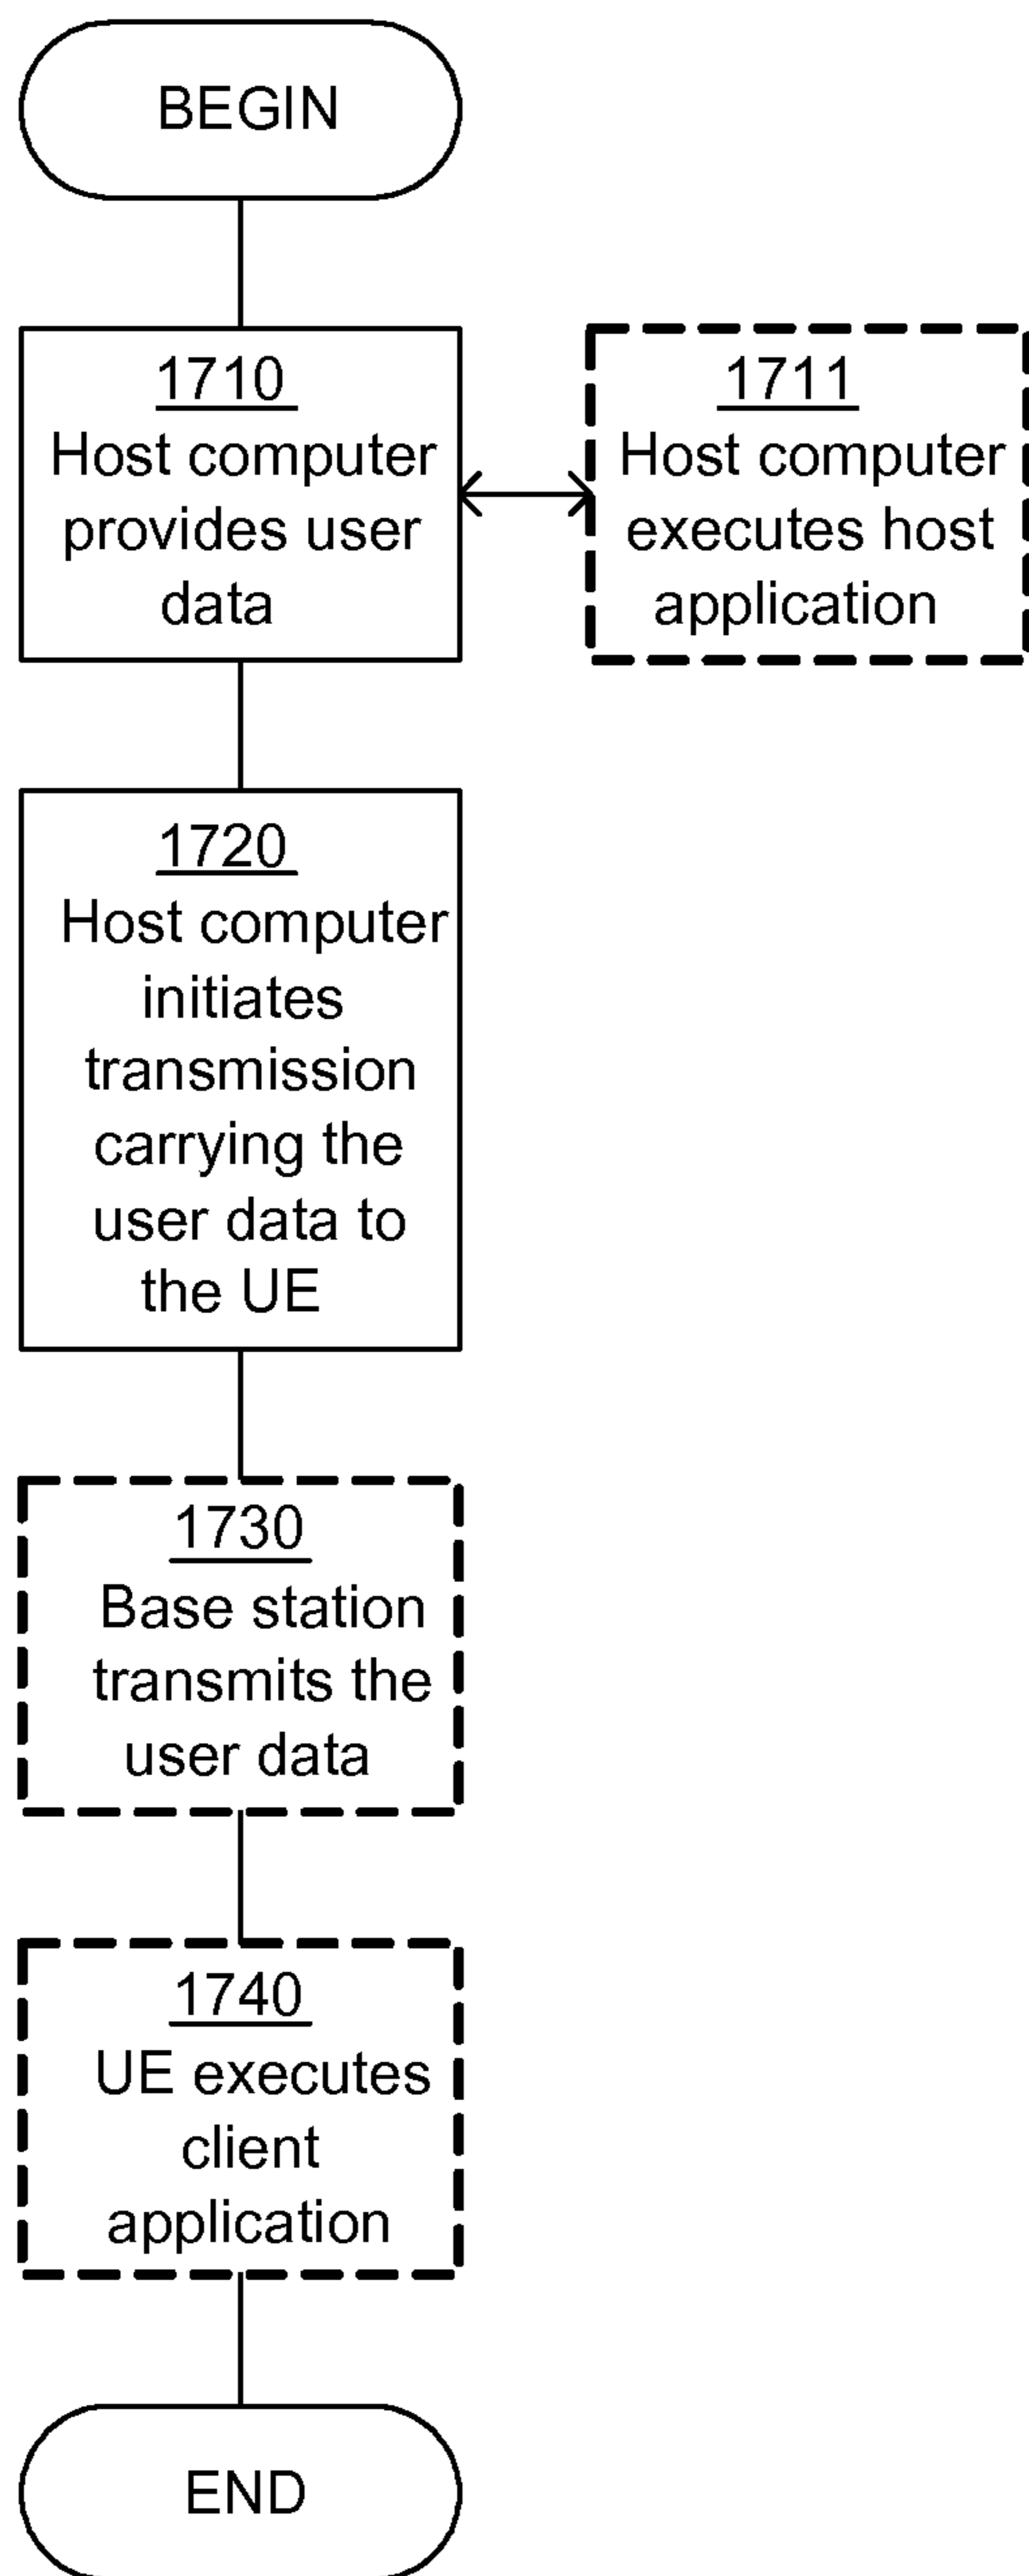 BEGIN
1710
Host computer
provides user
data
1711
Host computer
executes host
application
1720
Host computer
initiates
transmission
carrying the
user data to
the UE
1730
Base station
transmits the
user data
1740
UE executes
client
application
END